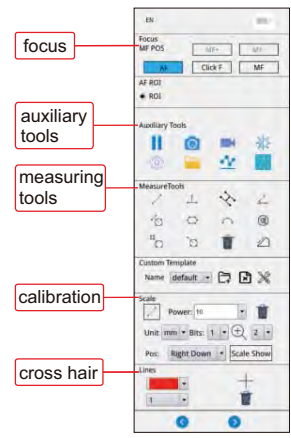 EN
focus
Focus
MF POS
MF+
MF-
AF
Click F
MF
AF ROI
ROI
auxiliary
tools
Auxiliary Tools
measuring
tools
MeasureTools
Custom Template
Name default
calibration
Scale
Power: 10
Unit mm Bits: 1 2
Pos: Right Down Scale Show
cross hair
Lines
1